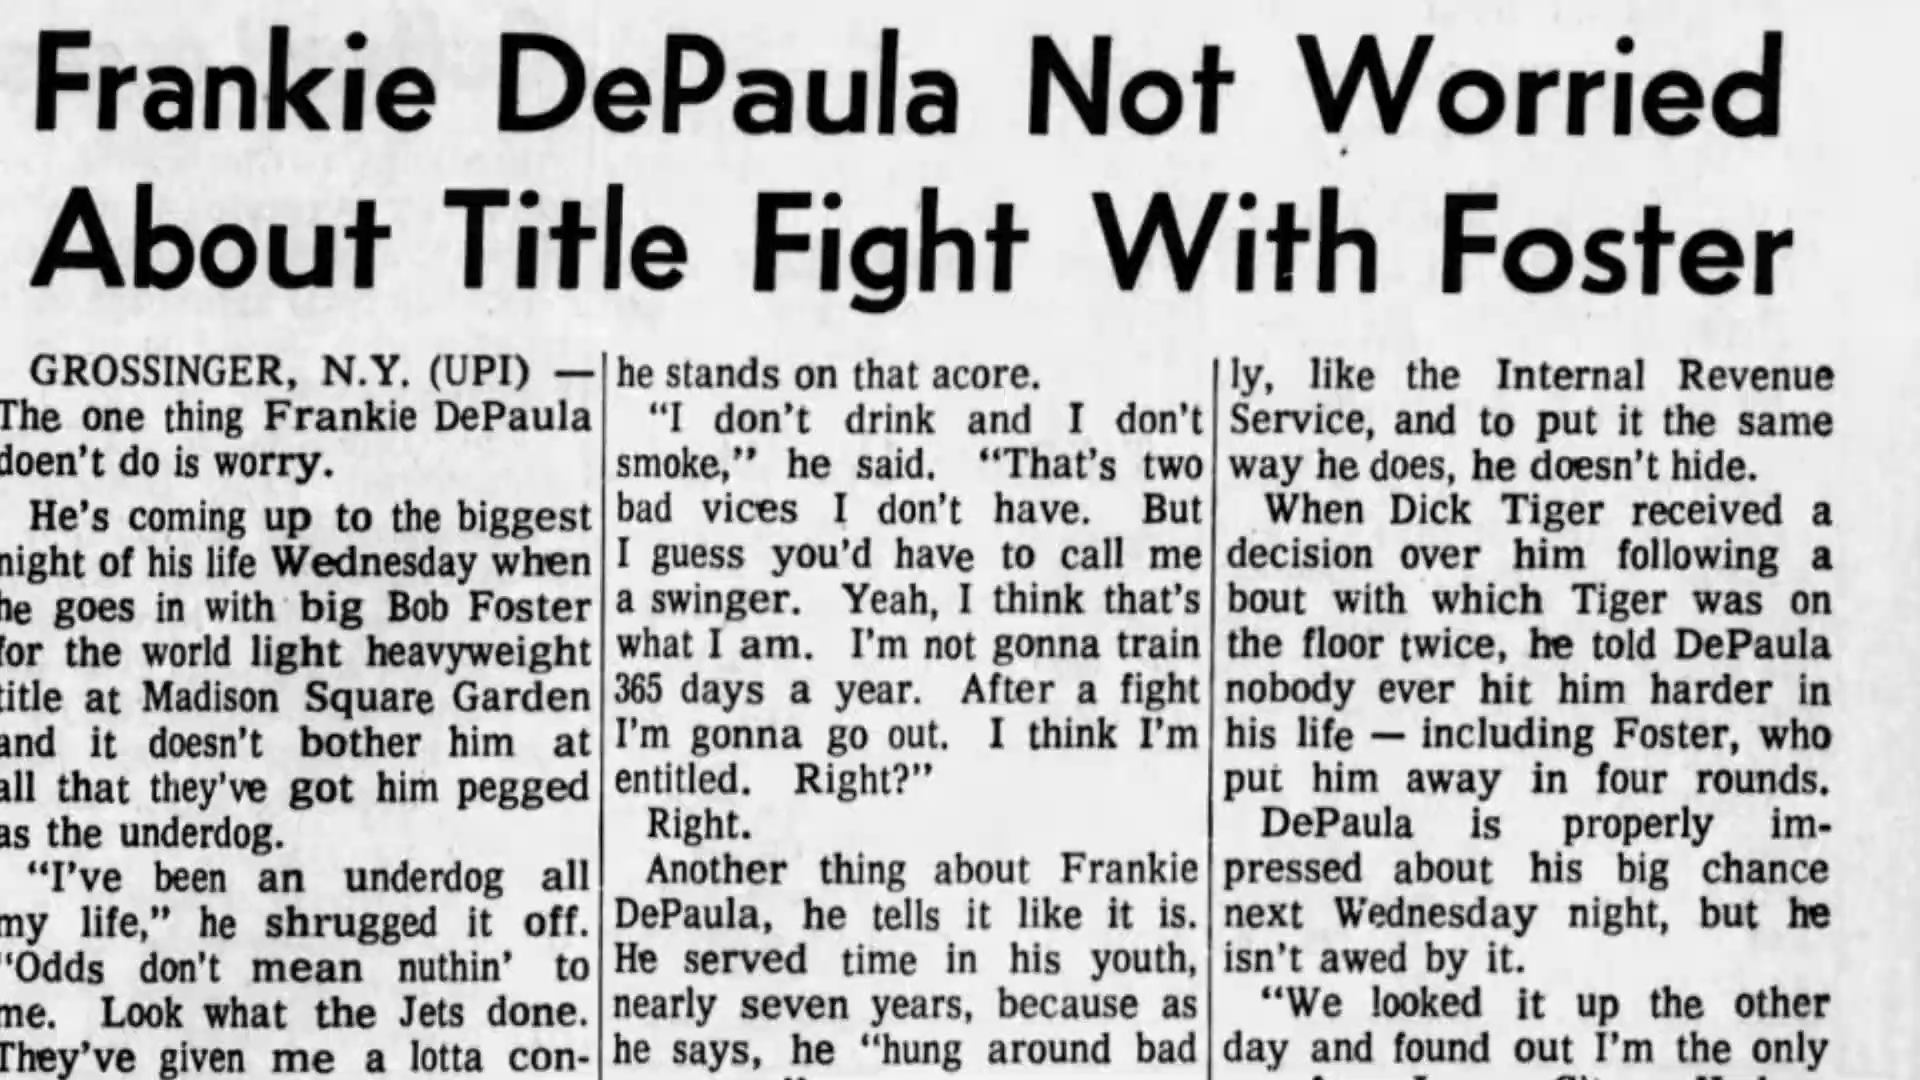 Frankie DePaula Not Worried
About Title Fight With Foster
GROSSINGER, N.Y. (UPI) —
The one thing Frankie DePaula
doen't do is worry.
He's coming up to the biggest
night of his life Wednesday when
he goes in with big Bob Foster
for the world light heavyweight
title at Madison Square Garden
and it doesn't bother him at
all that they've got him pegged
as the underdog.
“I've been an underdog all
my life,” he shrugged it off.
“Odds don't mean nuthin' to
me. Look what the Jets done.
They've given me a lotta con-
he stands on that acore.
“I don't drink and I don't
smoke,” he said. “That's two
bad vices I don't have. But
I guess you'd have to call me
a swinger. Yeah, I think that's
what I am. I'm not gonna train
365 days a year. After a fight
I'm gonna go out. I think I'm
entitled. Right?”
Right.
Another thing about Frankie
DePaula, he tells it like it is.
He served time in his youth,
nearly seven years, because as
he says, he “hung around bad
ly, like the Internal Revenue
Service, and to put it the same
way he does, he doesn't hide.
When Dick Tiger received a
decision over him following a
bout with which Tiger was on
the floor twice, he told DePaula
nobody ever hit him harder in
his life — including Foster, who
put him away in four rounds.
DePaula is properly im-
pressed about his big chance
next Wednesday night, but he
isn't awed by it.
“We looked it up the other
day and found out I'm the only